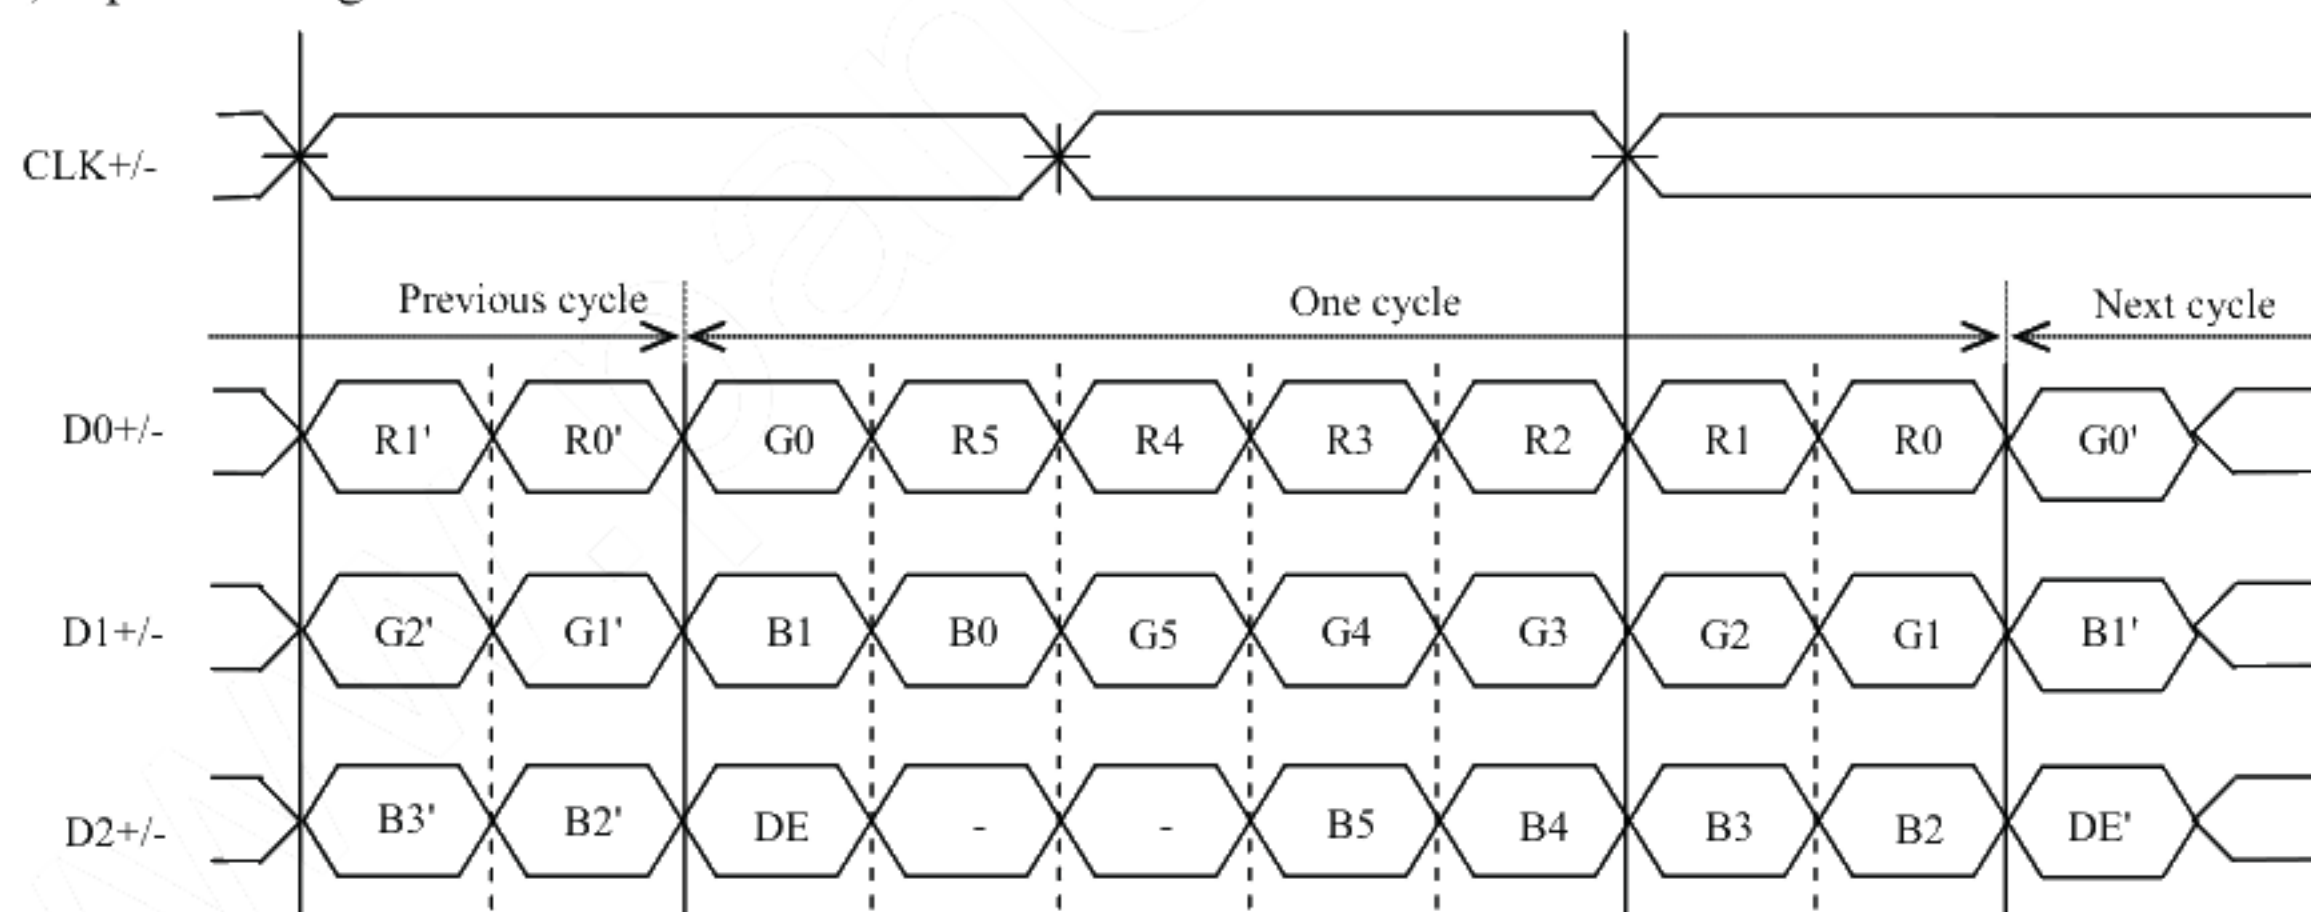 CLK+/-
Previous cycle One cycle Next cycle
D0+/- R1' R0' G0 R5 R4 R3 R2 R1 R0 G0'
D1+/- G2' G1' B1 B0 G5 G4 G3 G2 G1 B1'
D2+/- B3' B2' DE - - B5 B4 B3 B2 DE'